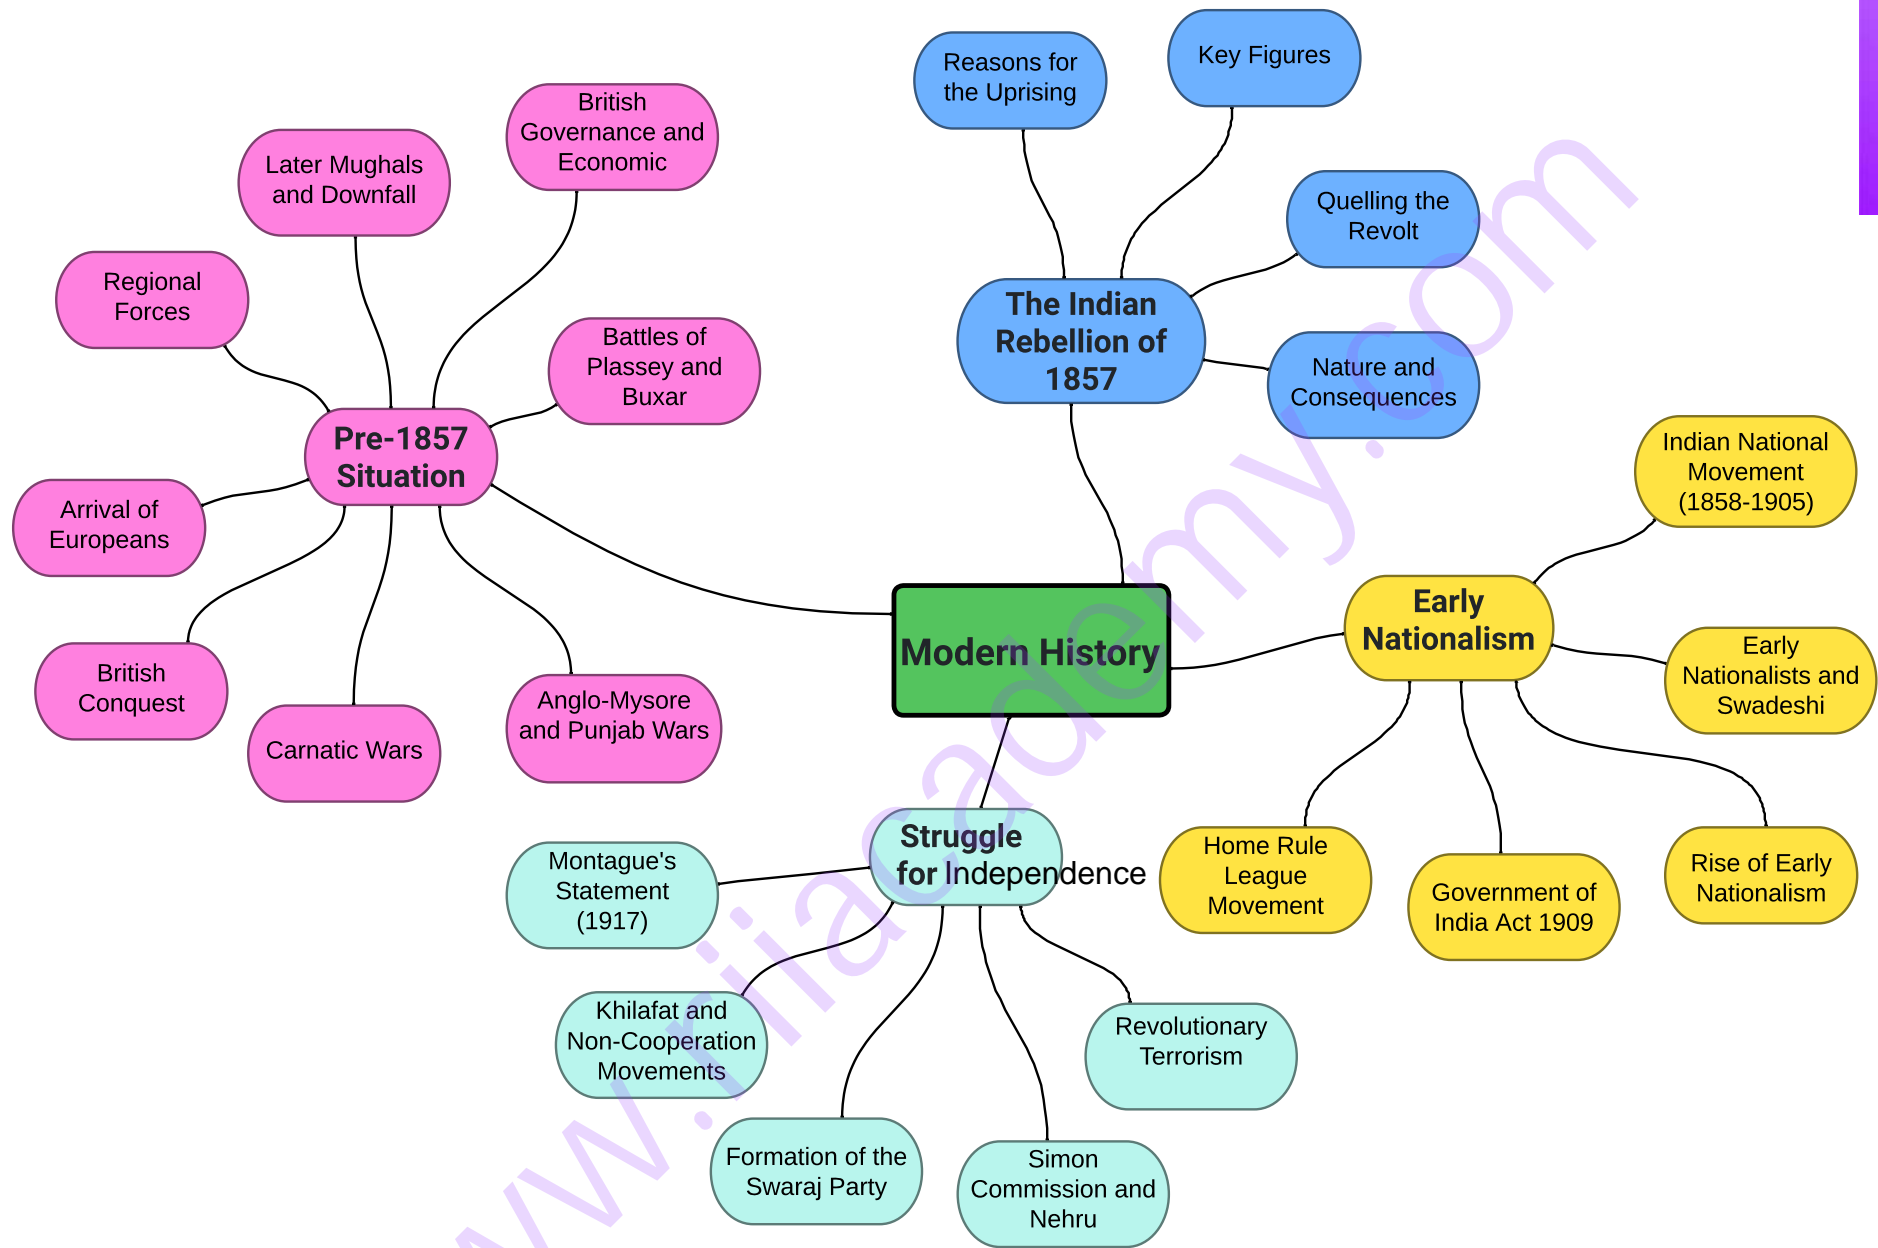 Reasons for
the Uprising
Key Figures
British
Governance and
Economic
Later Mughals
and Downfall
Quelling the
Revolt
Regional
Forces
The Indian
Rebellion of
1857
Battles of
Plassey and
Buxar
Nature and
Consequences
Pre-1857
Situation
Indian National
Movement
(1858-1905)
Arrival of
Europeans
Early
Nationalism
Modern History
Early
Nationalists and
Swadeshi
British
Conquest
Anglo-Mysore
and Punjab Wars
Carnatic Wars
Struggle
for Independence
Montague's
Statement
(1917)
Home Rule
League
Movement
Government of
India Act 1909
Rise of Early
Nationalism
Khilafat and
Non-Cooperation
Movements
Revolutionary
Terrorism
Formation of the
Swaraj Party
Simon
Commission and
Nehru